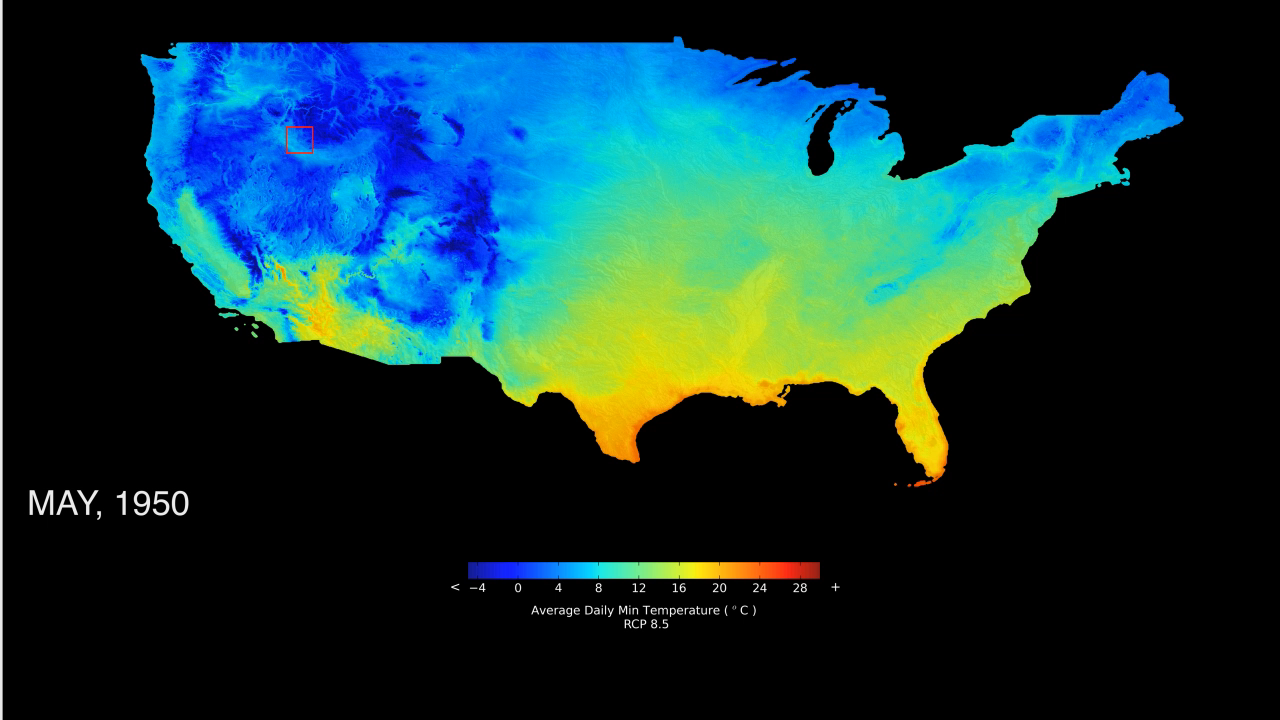 MAY, 1950
< −4 0 4 8 12 16 20 24 28 +
Average Daily Min Temperature ( ° C )
RCP 8.5